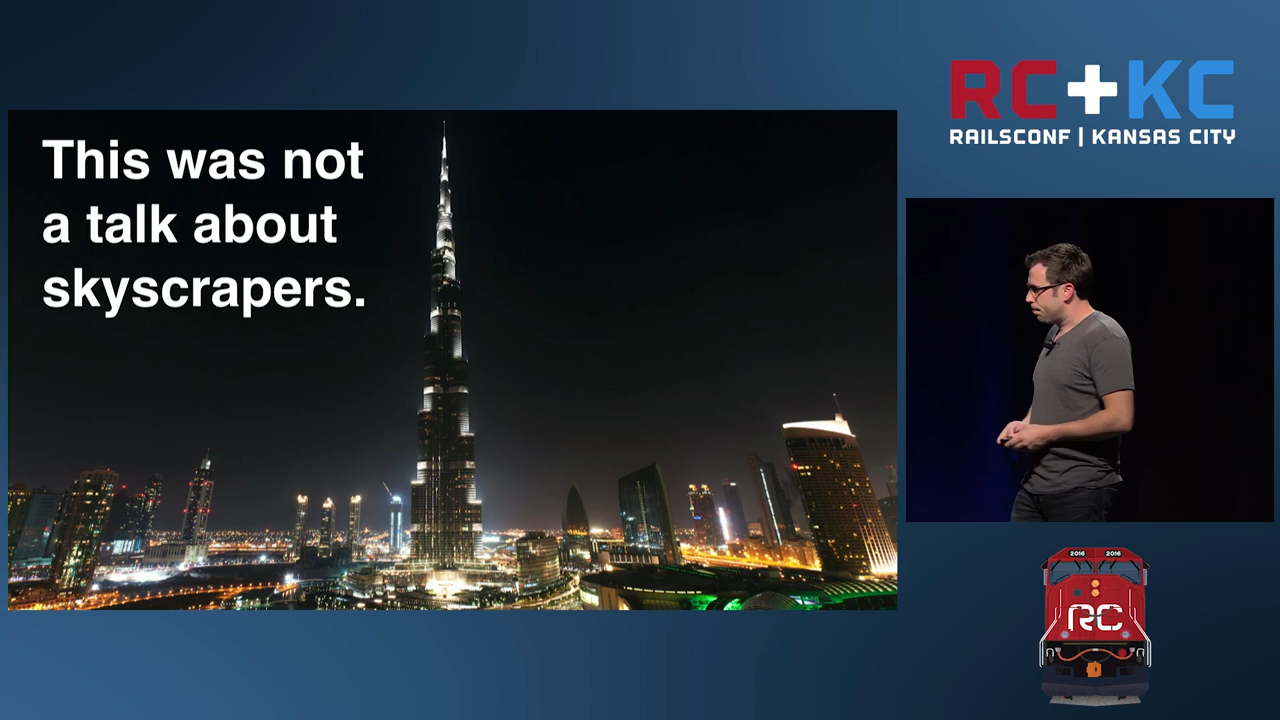 This was not
a talk about
skyscrapers.
RC+KC
RAILSCONF | KANSAS CITY
2016 2016
RC